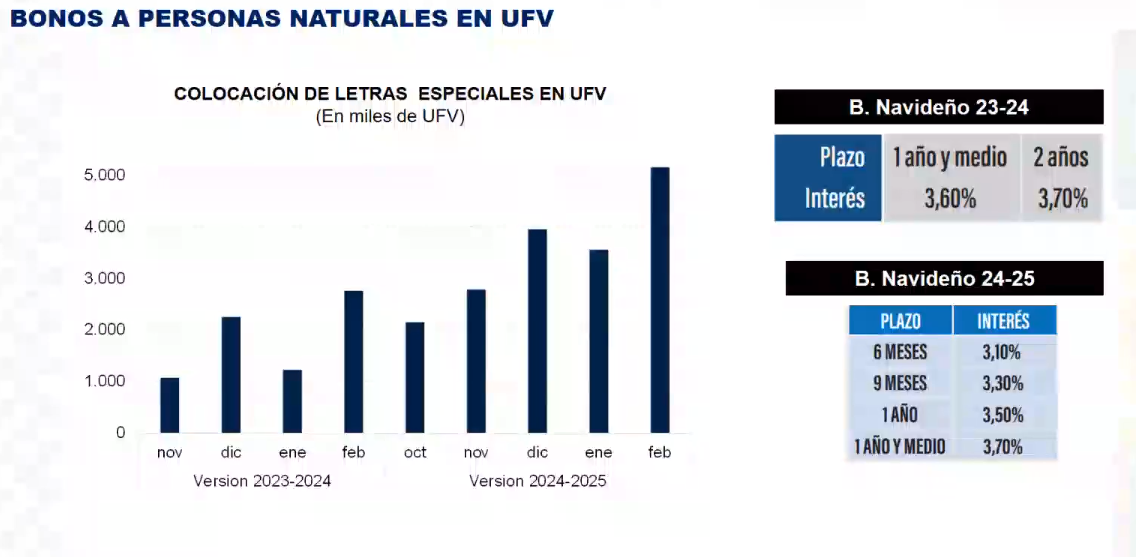 BONOS A PERSONAS NATURALES EN UFV
COLOCACIÓN DE LETRAS ESPECIALES EN UFV
(En miles de UFV)
5.000
4.000
3.000
2.000
1.000
0
nov dic ene feb oct nov dic ene feb
Version 2023-2024 Version 2024-2025
B. Navideño 23-24
Plazo 1 año y medio 2 años
Interés 3,60% 3,70%
B. Navideño 24-25
PLAZO INTERÉS
6 MESES 3,10%
9 MESES 3,30%
1 AÑO 3,50%
1 AÑO Y MEDIO 3,70%